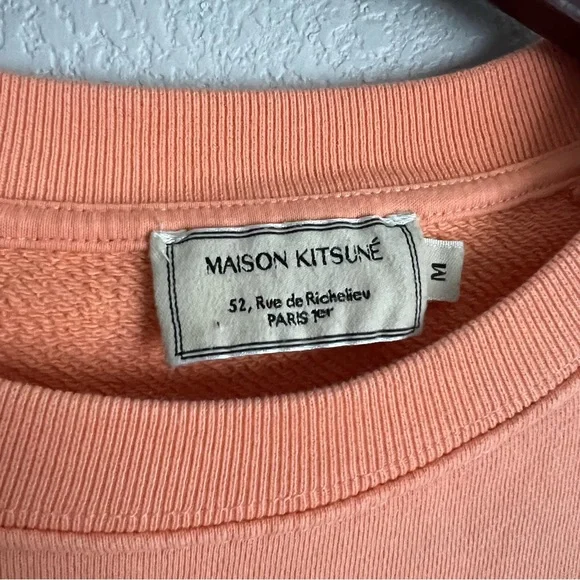 MAISON KITSUNÉ
52, Rue de Richelieu
PARIS 1er
M